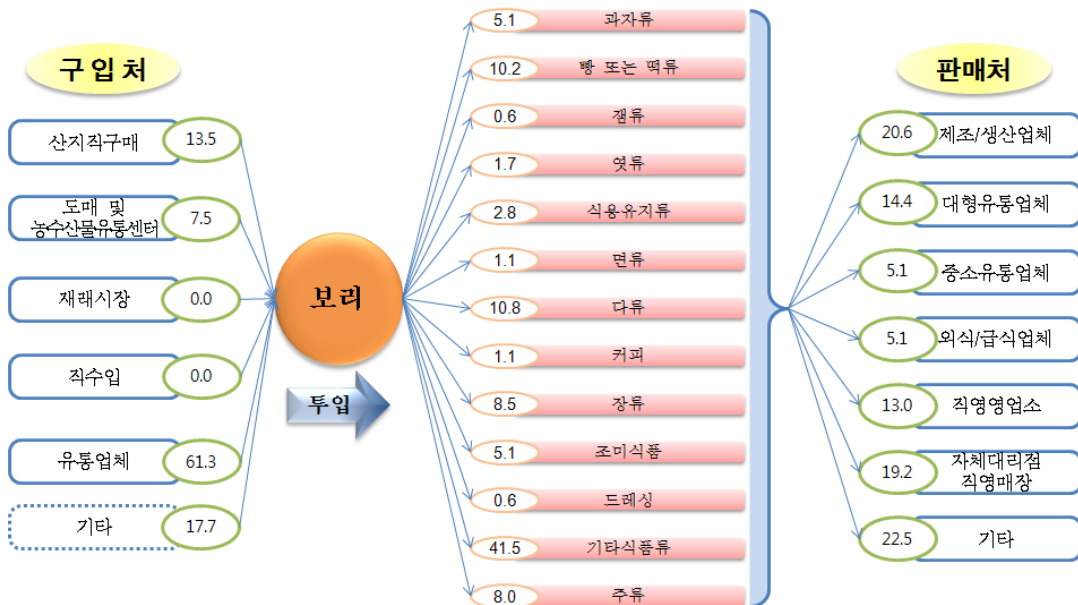 구입처
산지직구매
13.5
도매 및
농수산물유통센터
7.5
재래시장
0.0
직수입
0.0
유통업체
61.3
기타
17.7
보리
투입
5.1
과자류
10.2
빵 또는 떡류
0.6
잼류
1.7
엿류
2.8
식용유지류
1.1
면류
10.8
다류
1.1
커피
8.5
장류
5.1
조미식품
0.6
드레싱
41.5
기타식품류
8.0
주류
판매처
20.6
제조/생산업체
14.4
대형유통업체
5.1
중소유통업체
5.1
외식/급식업체
13.0
직영영업소
19.2
자체대리점
직영매장
22.5
기타